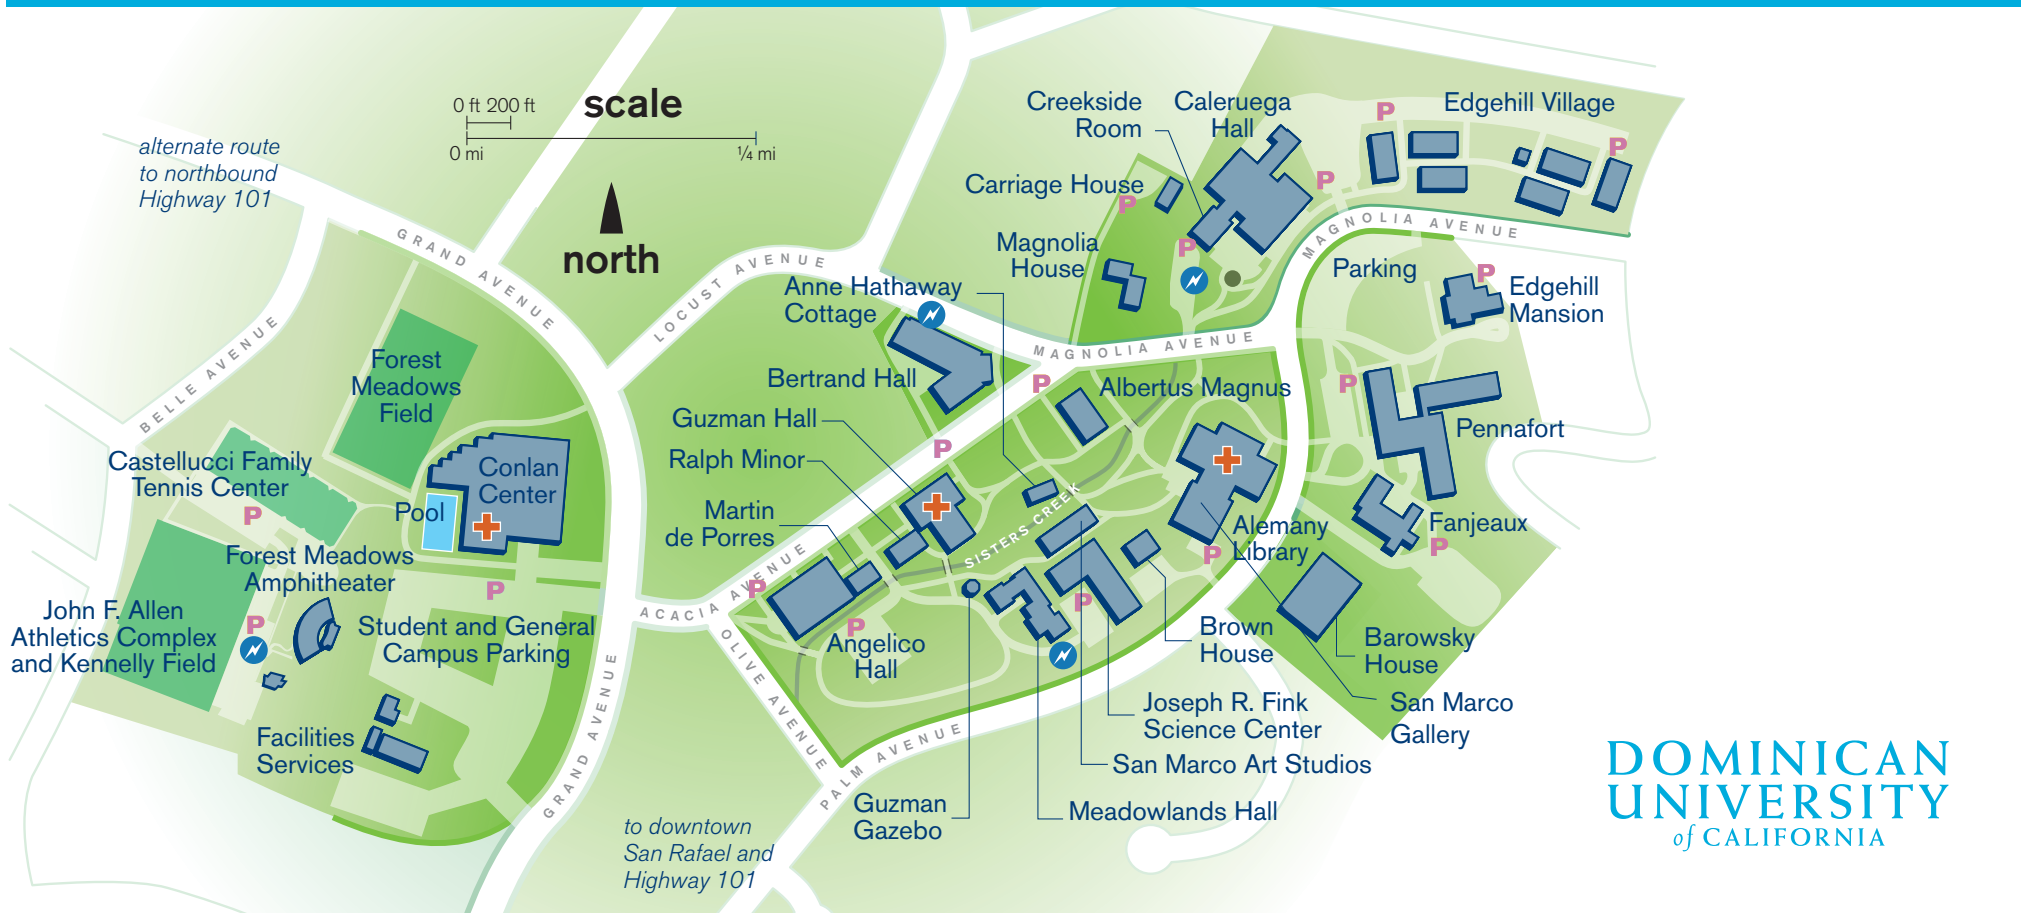 0 ft 200 ft
scale
0 mi
¼ mi
north
alternate route
to northbound
Highway 101
GRAND AVENUE
LOCUST AVENUE
BELLE AVENUE
Creekside
Room
Caleruega
Hall
Edgehill Village
P
P
P
Carriage House
P
MAGNOLIA AVENUE
Magnolia
House
P
Parking
P
Edgehill
Mansion
Anne Hathaway
Cottage
MAGNOLIA AVENUE
Bertrand Hall
P
Albertus Magnus
P
Pennafort
Forest
Meadows
Field
Guzman Hall
P
Ralph Minor
Castellucci Family
Tennis Center
P
Conlan
Center
Pool
Martin
de Porres
SISTERS CREEK
Alemany
Library
P
Fanjeaux
P
Forest Meadows
Amphitheater
P
ACACIA AVENUE
P
P
John F. Allen
Athletics Complex
and Kennelly Field
P
Student and General
Campus Parking
Angelico
Hall
P
Brown
House
Barowsky
House
OLIVE AVENUE
Joseph R. Fink
Science Center
San Marco
Gallery
GRAND AVENUE
PALM AVENUE
San Marco Art Studios
Facilities
Services
Guzman
Gazebo
Meadowlands Hall
to downtown
San Rafael and
Highway 101
DOMINICAN
UNIVERSITY
of CALIFORNIA